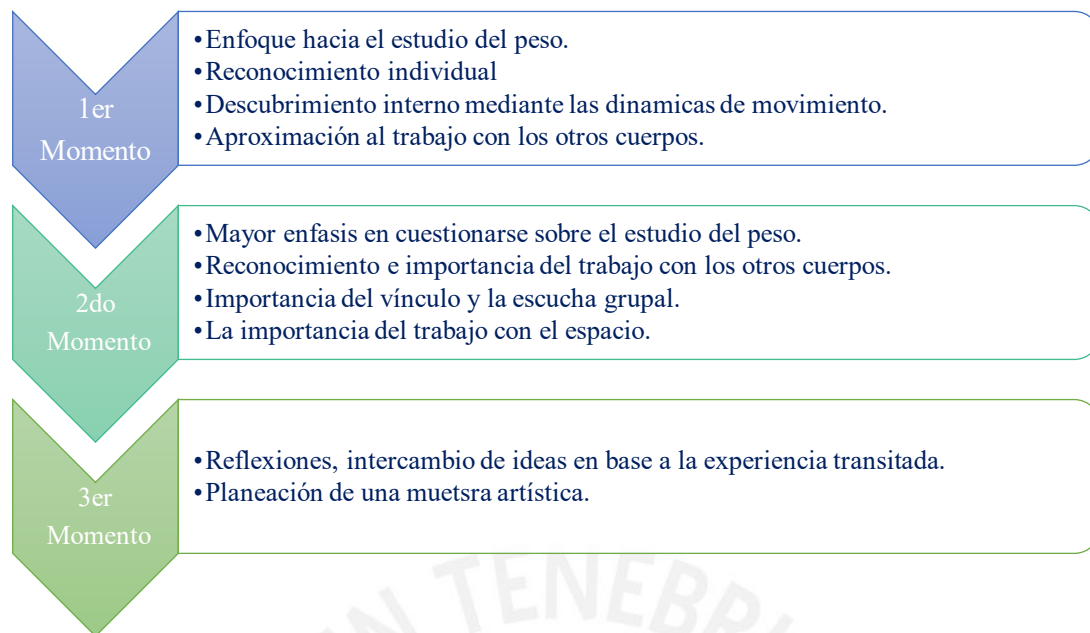 1er
Momento
•Enfoque hacia el estudio del peso.
•Reconocimiento individual
•Descubrimiento interno mediante las dinamicas de movimiento.
•Aproximación al trabajo con los otros cuerpos.
2do
Momento
•Mayor enfasis en cuestionarse sobre el estudio del peso.
•Reconocimiento e importancia del trabajo con los otros cuerpos.
•Importancia del vínculo y la escucha grupal.
•La importancia del trabajo con el espacio.
3er
Momento
•Reflexiones, intercambio de ideas en base a la experiencia transitada.
•Planeación de una muetsra artística.
IN TENEBRI